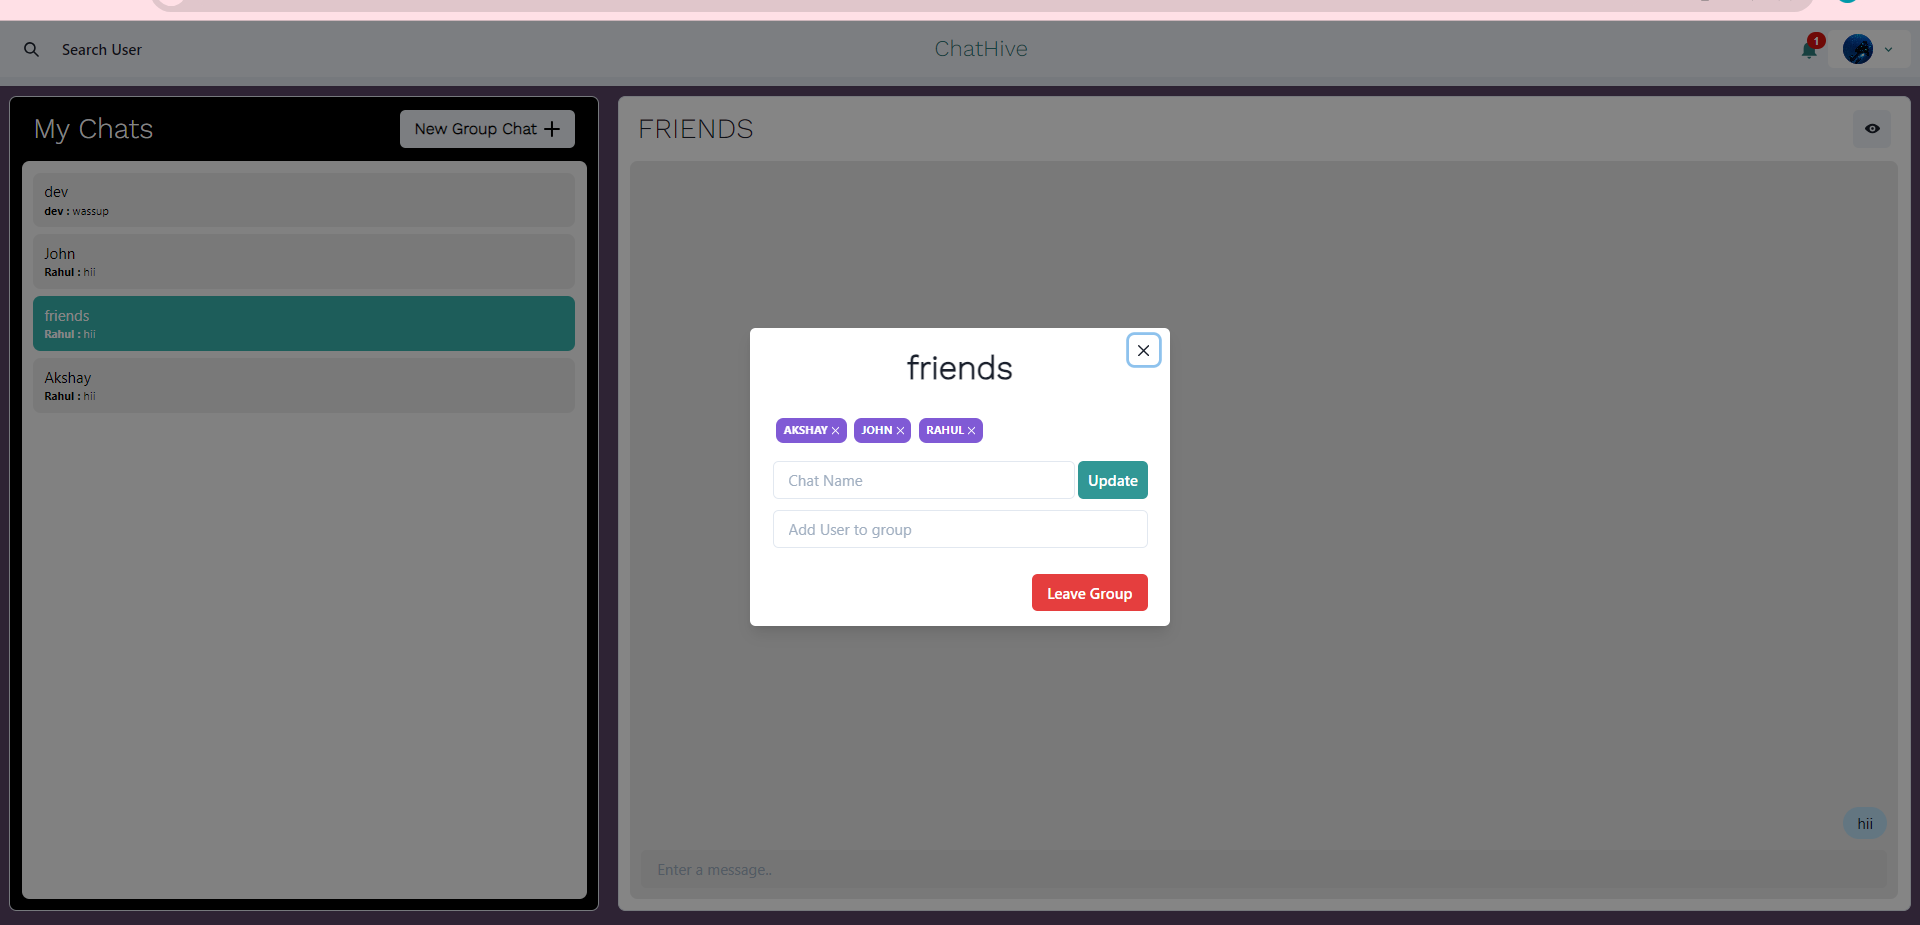 Search User
ChatHive
1
My Chats
New Group Chat
dev
dev : wassup
John
Rahul : hii
friends
Rahul : hii
Akshay
Rahul : hii
FRIENDS
friends
AKSHAY
JOHN
RAHUL
Chat Name
Update
Add User to group
Leave Group
hii
Enter a message..